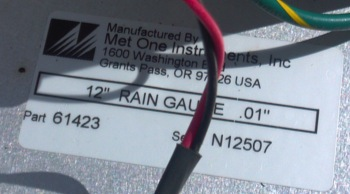 Manufactured By
Met One Instruments, Inc
1600 Washington
Grants Pass, OR USA
12" RAIN GAUGE .01"
Part 61423 N12507